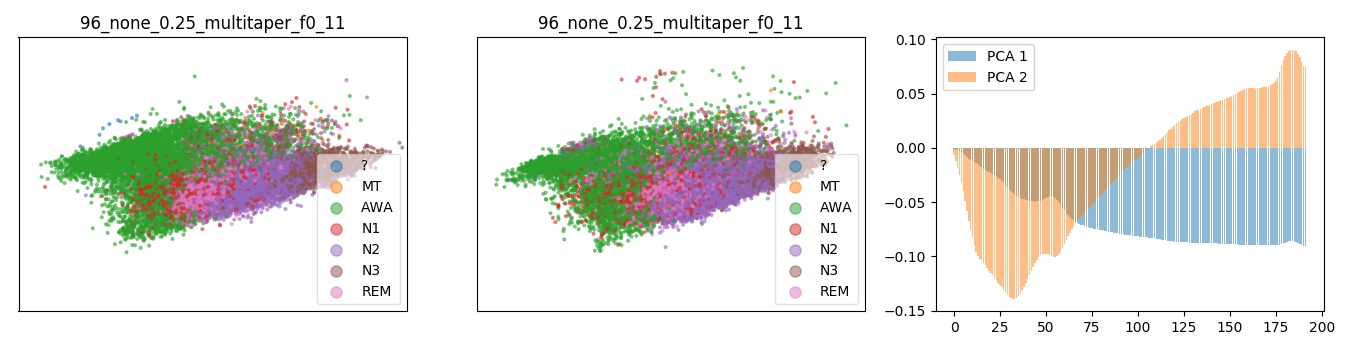 96_none_0.25_multitaper_f0_11
?
MT
AWA
N1
N2
N3
REM
96_none_0.25_multitaper_f0_11
?
MT
AWA
N1
N2
N3
REM
PCA 1
PCA 2
0.10
0.05
0.00
−0.05
−0.10
−0.15
0 25 50 75 100 125 150 175 200